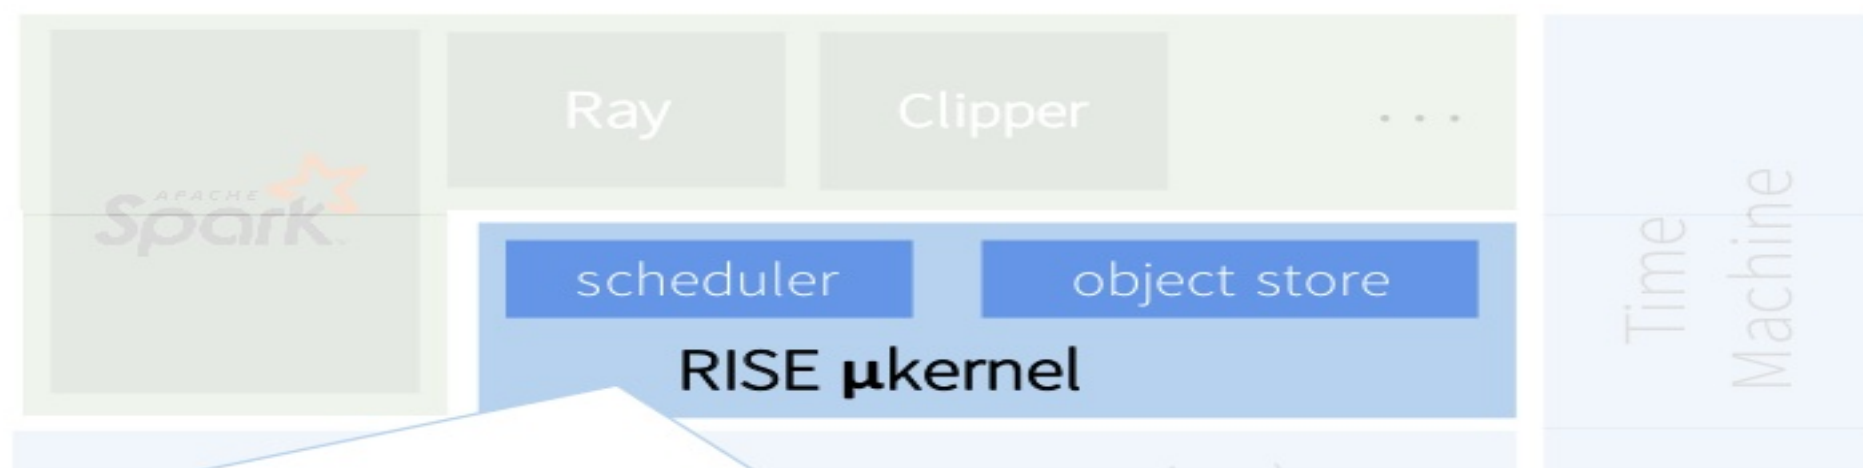 Ray
Clipper
...
APACHE
Spark
scheduler
object store
RISE µkernel
Time
Machine